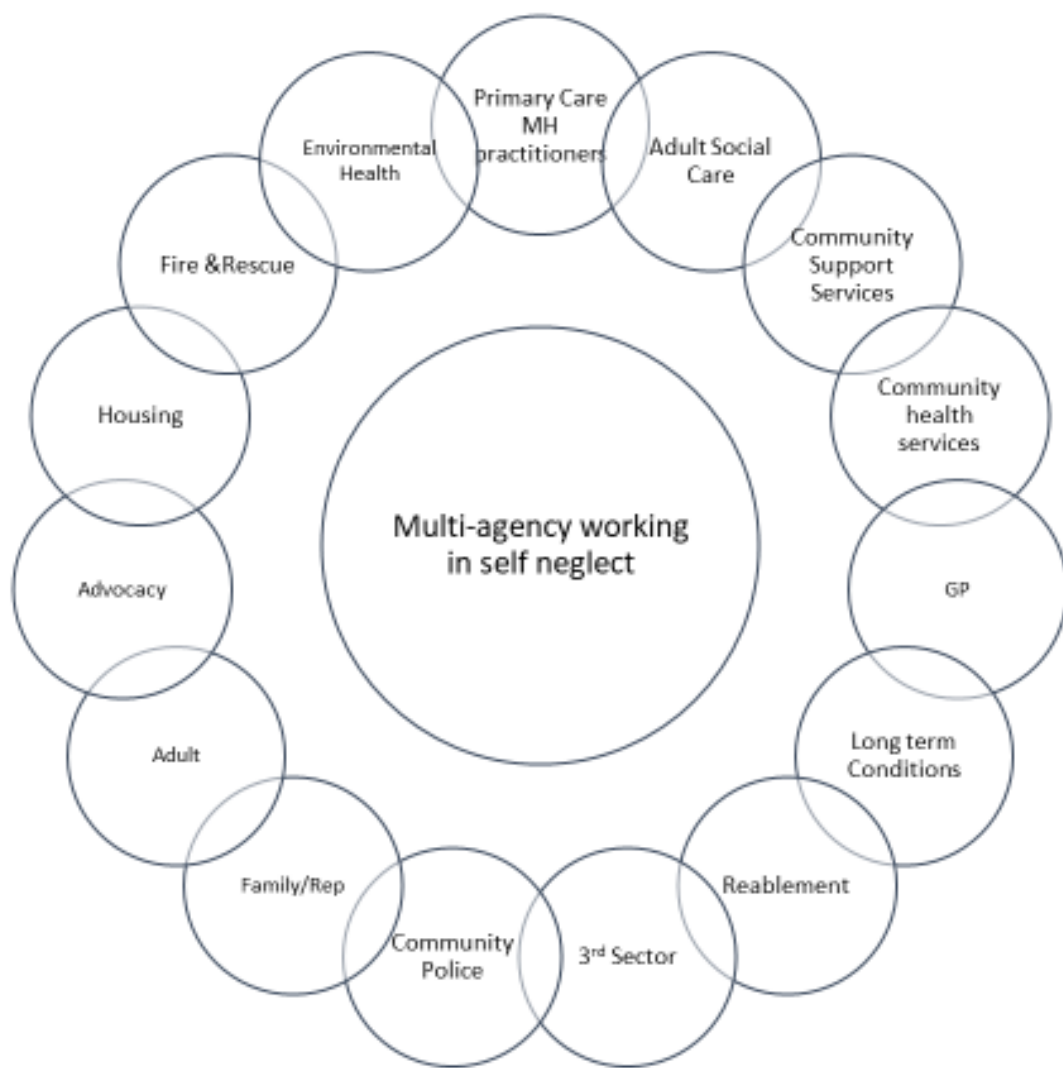 Primary Care
MH
practitioners
Adult Social
Care
Community
Support
Services
Community
health
services
GP
Long term
Conditions
Reablement
3rd Sector
Community
Police
Family/Rep
Adult
Advocacy
Housing
Fire &Rescue
Environmental
Health
Multi-agency working
in self neglect